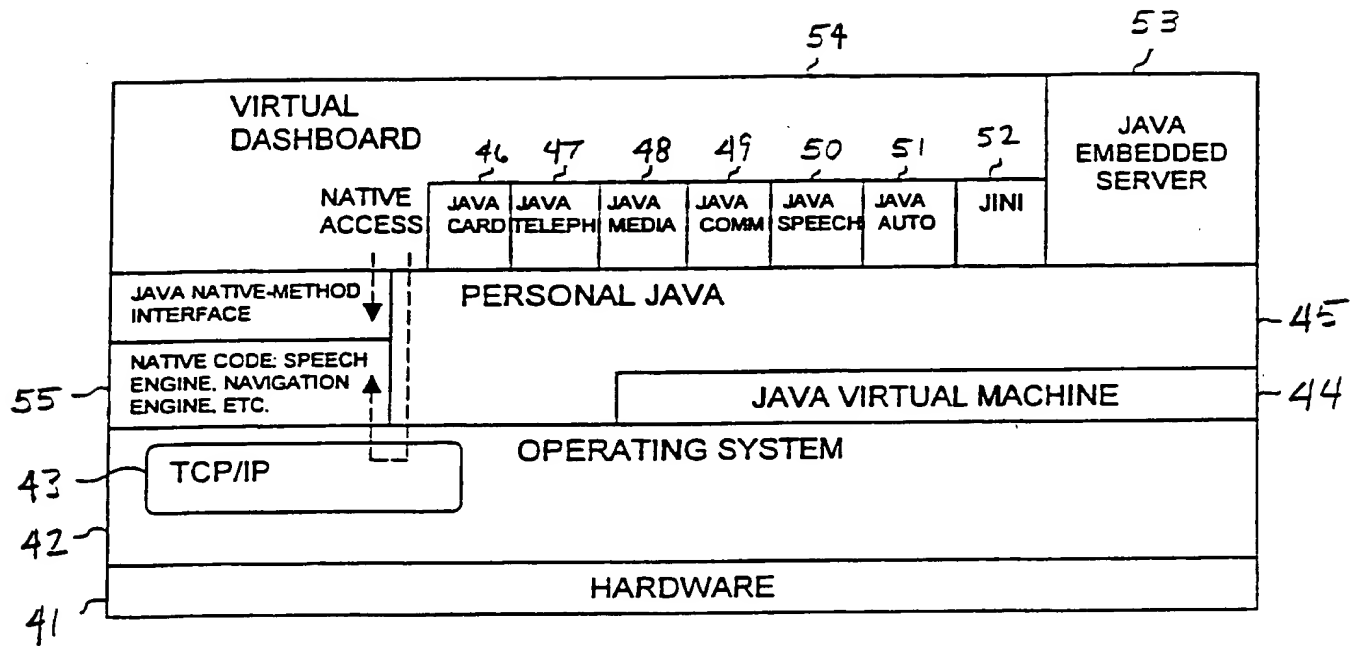 54
53
VIRTUAL
DASHBOARD
JAVA
EMBEDDED
SERVER
46 47 48 49 50 51 52
NATIVE
ACCESS
JAVA
CARD
JAVA
TELEPH
JAVA
MEDIA
JAVA
COMM
JAVA
SPEECH
JAVA
AUTO
JINI
JAVA NATIVE-METHOD
INTERFACE
PERSONAL JAVA
45
NATIVE CODE: SPEECH
ENGINE, NAVIGATION
ENGINE, ETC.
55
JAVA VIRTUAL MACHINE
44
OPERATING SYSTEM
TCP/IP
43
42
HARDWARE
41